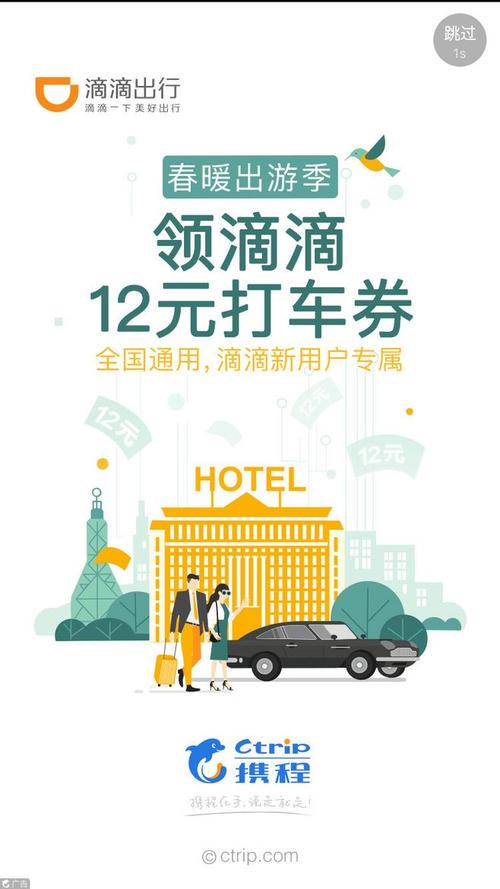 跳过
1s
滴滴出行
滴滴一下 美好出行
春暖出游季
领滴滴
12元打车券
全国通用,滴滴新用户专属
12元
12元
12元
HOTEL
Ctrip
携程
携程在手,说走就走!
©ctrip.com
广告